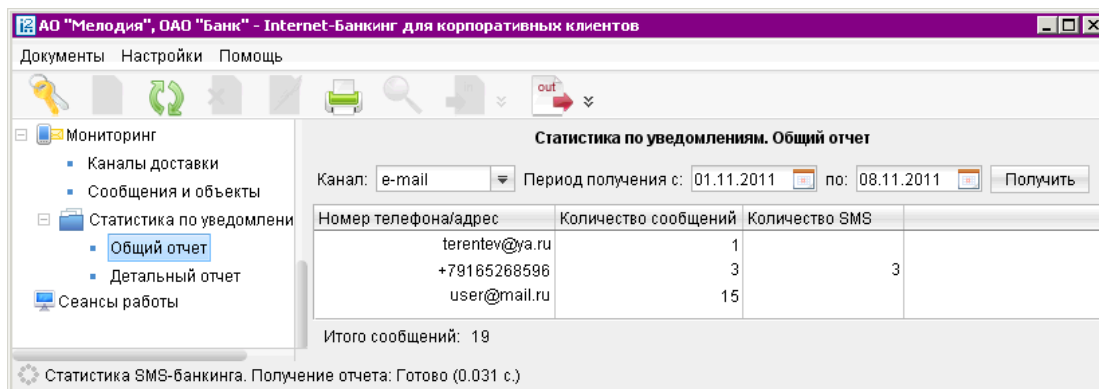 АО "Мелодия", ОАО "Банк" - Internet-Банкинг для корпоративных клиентов
Документы Настройки Помощь
out
Мониторинг
Каналы доставки
Сообщения и объекты
Статистика по уведомлени
Общий отчет
Детальный отчет
Сеансы работы
Статистика по уведомлениям. Общий отчет
Канал: e-mail Период получения с: 01.11.2011 по: 08.11.2011 Получить
Номер телефона/адрес Количество сообщений Количество SMS
terentev@ya.ru 1
+79165268596 3 3
user@mail.ru 15
Итого сообщений: 19
Статистика SMS-банкинга. Получение отчета: Готово (0.031 с.)